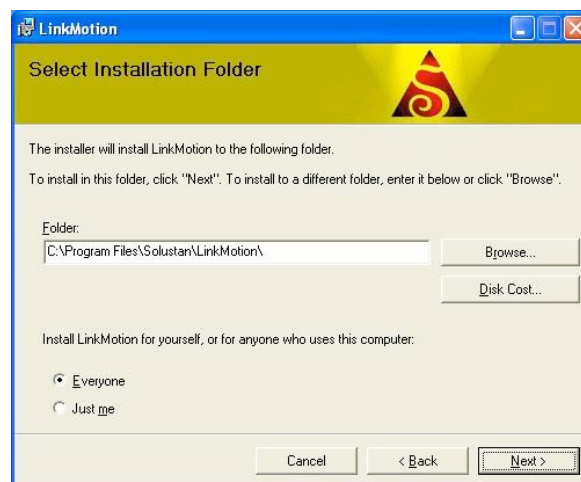 LinkMotion
Select Installation Folder
The installer will install LinkMotion to the following folder.
To install in this folder, click "Next". To install to a different folder, enter it below or click "Browse".
Folder:
C:\Program Files\Solustan\LinkMotion\
Browse...
Disk Cost...
Install LinkMotion for yourself, or for anyone who uses this computer:
Everyone
Just me
Cancel
< Back
Next >